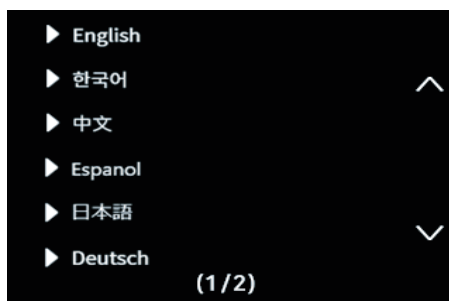 English
한국어
中文
Espanol
日本語
Deutsch
(1/2)